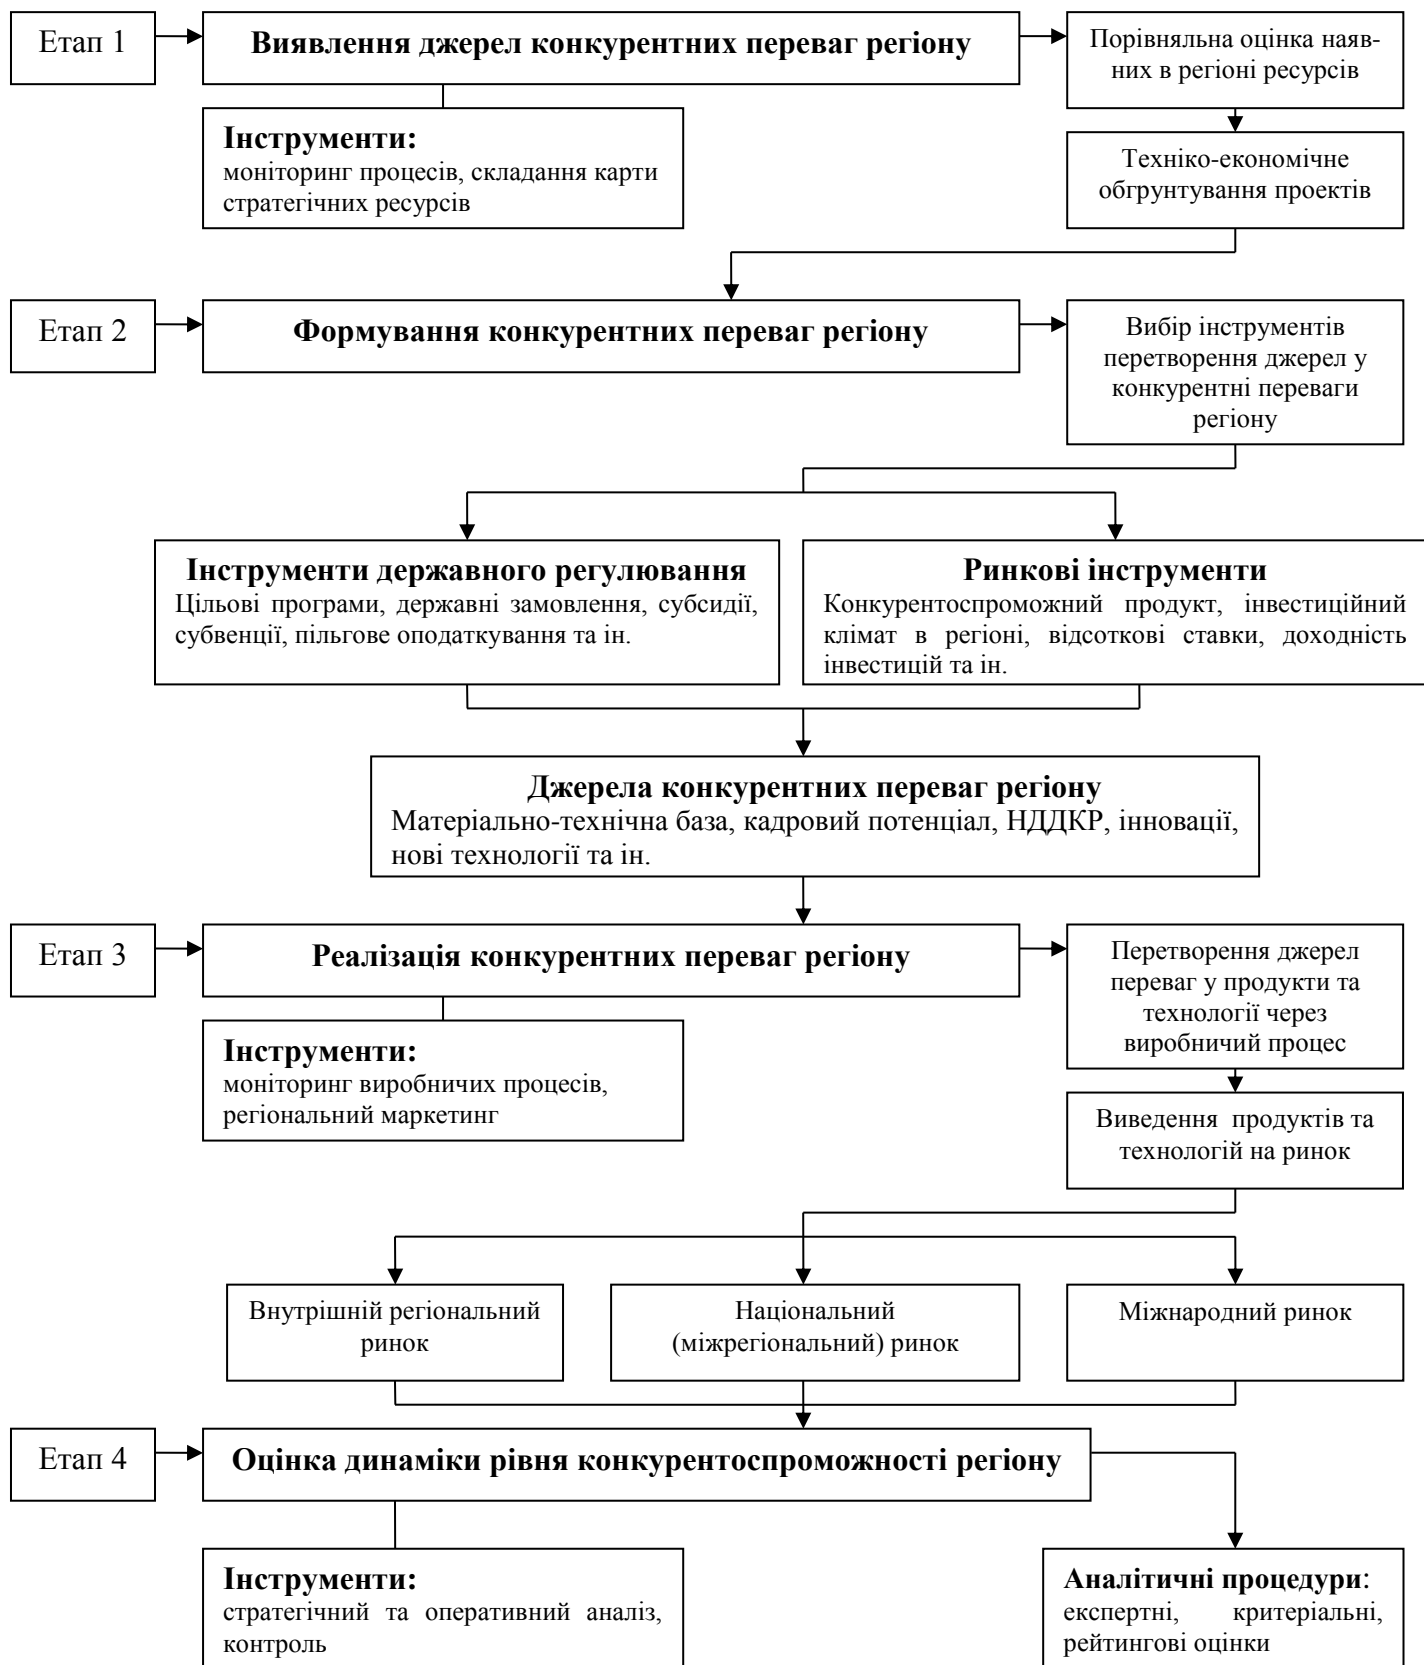 Етап 1
Виявлення джерел конкурентних переваг регіону
Порівняльна оцінка наяв-
них в регіоні ресурсів
Інструменти:
моніторинг процесів, складання карти
стратегічних ресурсів
Техніко-економічне
обгрунтування проектів
Етап 2
Формування конкурентних переваг регіону
Вибір інструментів
перетворення джерел у
конкурентні переваги
регіону
Інструменти державного регулювання
Цільові програми, державні замовлення, субсидії,
субвенції, пільгове оподаткування та ін.
Ринкові інструменти
Конкурентоспроможний продукт, інвестиційний
клімат в регіоні, відсоткові ставки, доходність
інвестицій та ін.
Джерела конкурентних переваг регіону
Матеріально-технічна база, кадровий потенціал, НДДКР, інновації,
нові технології та ін.
Етап 3
Реалізація конкурентних переваг регіону
Перетворення джерел
переваг у продукти та
технології через
виробничий процес
Інструменти:
моніторинг виробничих процесів,
регіональний маркетинг
Виведення продуктів та
технологій на ринок
Внутрішній регіональний
ринок
Національний
(міжрегіональний) ринок
Міжнародний ринок
Етап 4
Оцінка динаміки рівня конкурентоспроможності регіону
Інструменти:
стратегічний та оперативний аналіз,
контроль
Аналітичні процедури:
експертні, критеріальні,
рейтингові оцінки